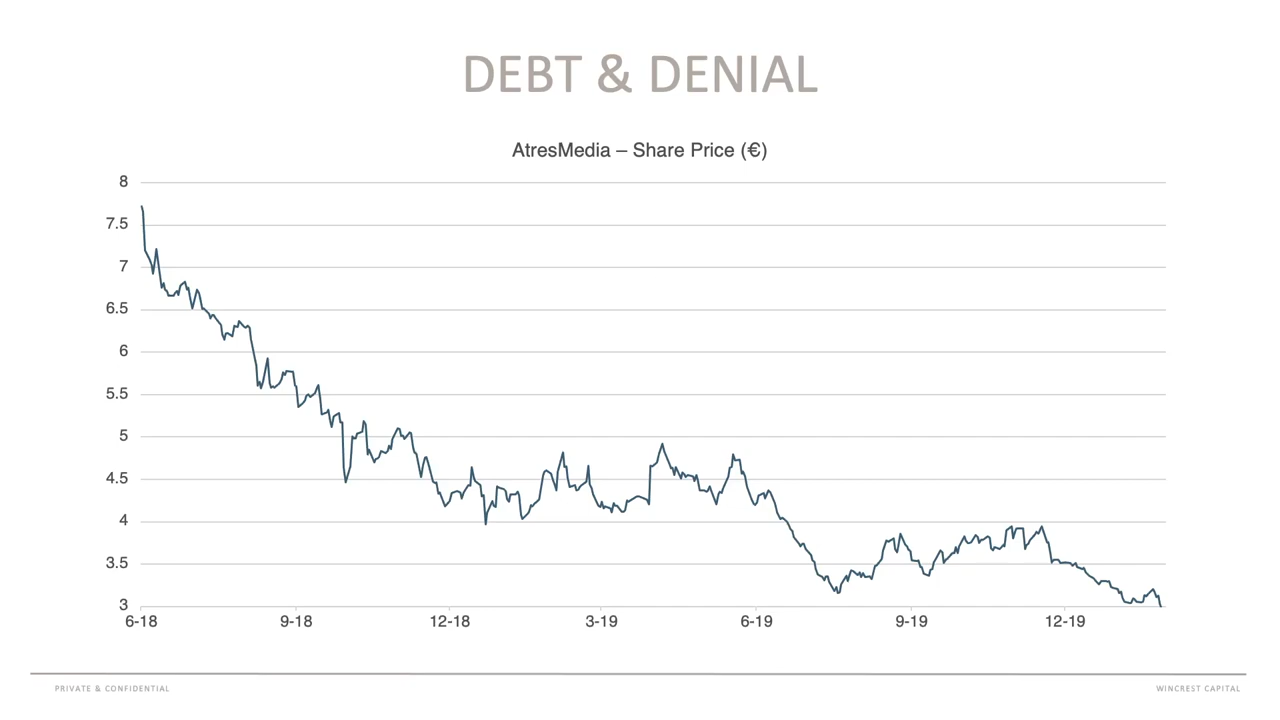 DEBT & DENIAL
AtresMedia – Share Price (€)
8
7.5
7
6.5
6
5.5
5
4.5
4
3.5
3
6-18 9-18 12-18 3-19 6-19 9-19 12-19
PRIVATE & CONFIDENTIAL WINCREST CAPITAL